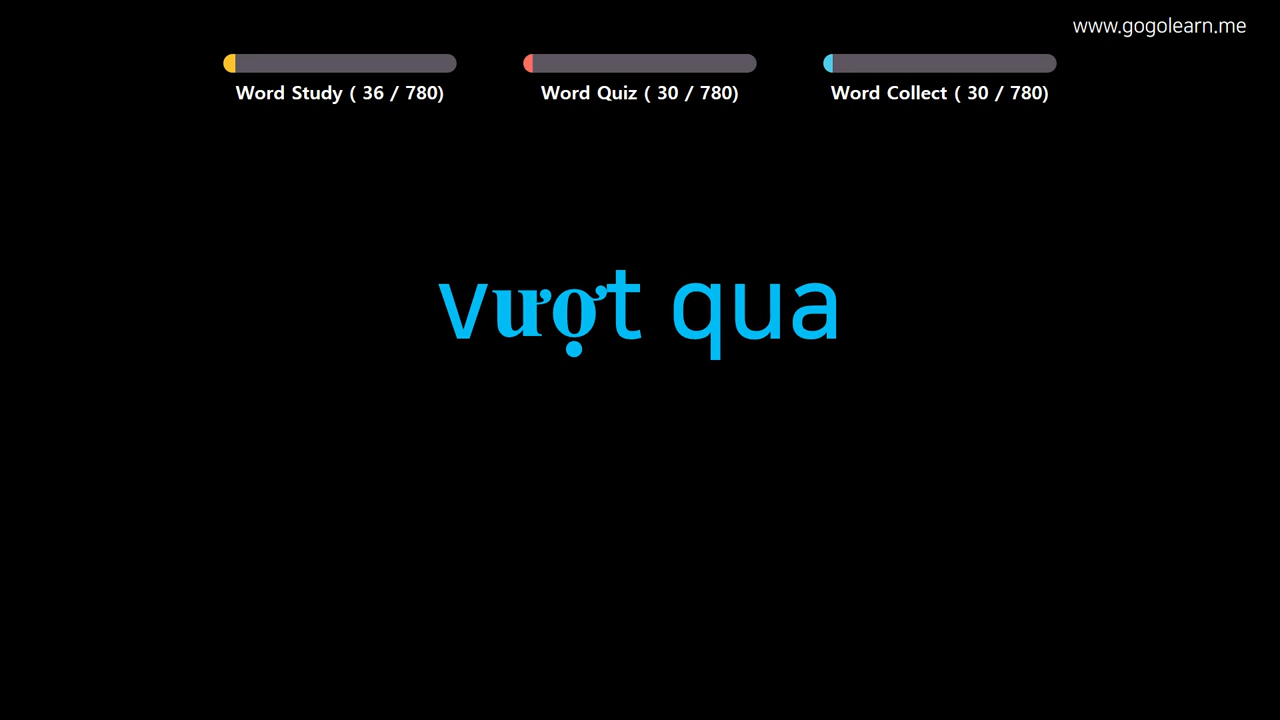 www.gogolearn.me
Word Study ( 36 / 780)
Word Quiz ( 30 / 780)
Word Collect ( 30 / 780)
vượt qua